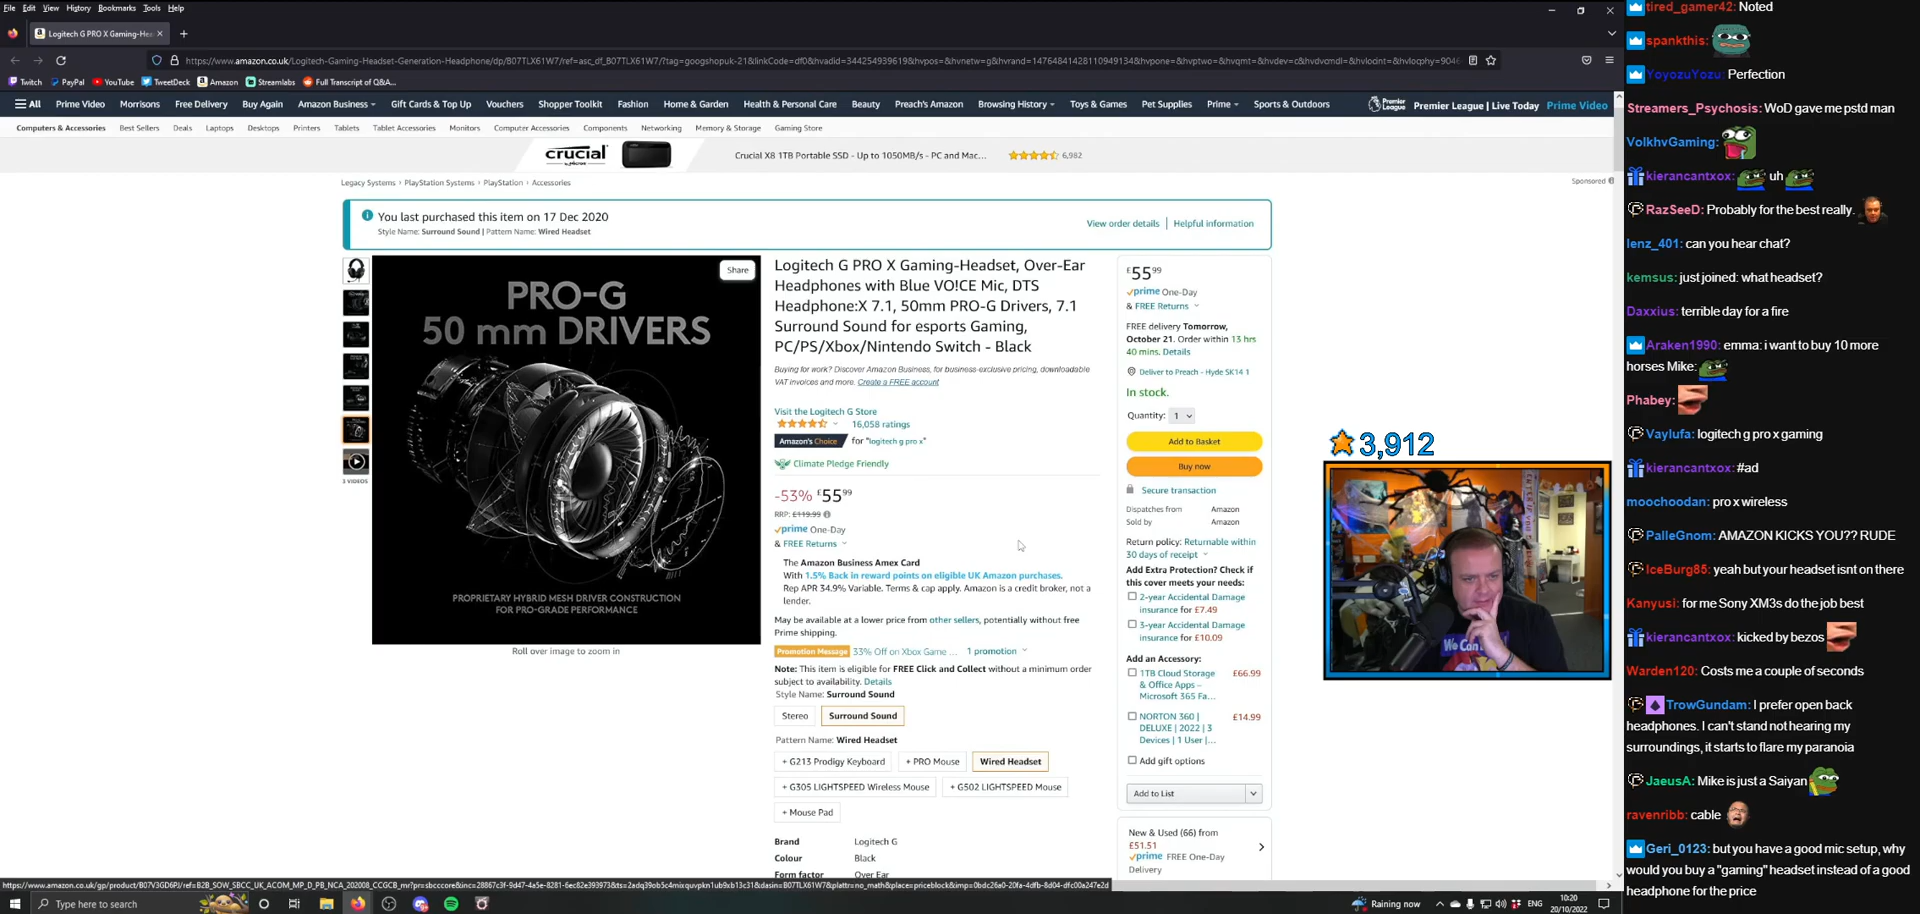 File Edit View History Bookmarks Tools Help
Logitech G PRO X Gaming-Hea
Twitch PayPal YouTube TweetDeck Amazon Streamlabs Full Transcript of Q&A...
All Prime Video Morrisons Free Delivery Buy Again Amazon Business Gift Cards & Top Up Vouchers Shopper Toolkit Fashion Home & Garden Health & Personal Care Beauty Preach's Amazon Browsing History Toys & Games Pet Supplies Prime Sports & Outdoors Premier League | Live Today Prime Video
Computers & Accessories Best Sellers Deals Laptops Desktops Printers Tablets Tablet Accessories Monitors Computer Accessories Components Networking Memory & Storage Gaming Store
crucial Crucial X8 1TB Portable SSD - Up to 1050MB/s - PC and Mac... 6,982
Legacy Systems › PlayStation Systems › PlayStation › Accessories
Sponsored
You last purchased this item on 17 Dec 2020
Style Name: Surround Sound | Pattern Name: Wired Headset
View order details | Helpful information
3 VIDEOS
Share
PRO-G
50 mm DRIVERS
PROPRIETARY HYBRID MESH DRIVER CONSTRUCTION
FOR PRO-GRADE PERFORMANCE
Roll over image to zoom in
Logitech G PRO X Gaming-Headset, Over-Ear
Headphones with Blue VO!CE Mic, DTS
Headphone:X 7.1, 50mm PRO-G Drivers, 7.1
Surround Sound for esports Gaming,
PC/PS/Xbox/Nintendo Switch - Black
Buying for work? Discover Amazon Business, for business-exclusive pricing, downloadable
VAT invoices and more. Create a FREE account
Visit the Logitech G Store
16,058 ratings
Amazon's Choice for "logitech g pro x"
Climate Pledge Friendly
-53% £55 99
RRP: £119.99
prime One-Day
& FREE Returns
The Amazon Business Amex Card
With 1.5% Back in reward points on eligible UK Amazon purchases.
Rep APR 34.9% Variable. Terms & cap apply. Amazon is a credit broker, not a
lender.
May be available at a lower price from other sellers, potentially without free
Prime shipping.
Promotion Message 33% Off on Xbox Game ... 1 promotion
Note: This item is eligible for FREE Click and Collect without a minimum order
subject to availability. Details
Style Name: Surround Sound
Stereo Surround Sound
Pattern Name: Wired Headset
+ G213 Prodigy Keyboard + PRO Mouse Wired Headset
+ G305 LIGHTSPEED Wireless Mouse + G502 LIGHTSPEED Mouse
+ Mouse Pad
Brand Logitech G
Colour Black
Form factor Over Ear
£55 99
prime One-Day
& FREE Returns
FREE delivery Tomorrow,
October 21. Order within 13 hrs
40 mins. Details
Deliver to Preach - Hyde SK14 1
In stock.
Quantity: 1
Add to Basket
Buy now
Secure transaction
Dispatches from Amazon
Sold by Amazon
Return policy: Returnable within
30 days of receipt
Add Extra Protection? Check if
this cover meets your needs:
2-year Accidental Damage
insurance for £7.49
3-year Accidental Damage
insurance for £10.09
Add an Accessory:
1TB Cloud Storage £66.99
& Office Apps –
Microsoft 365 Fa...
NORTON 360 | £14.99
DELUXE | 2022 | 3
Devices | 1 User |...
Add gift options
Add to List
New & Used (66) from
£51.51
prime FREE One-Day
Delivery
3,912
We Can
tired_gamer42: Noted
spankthis:
YoyozuYozu: Perfection
Streamers_Psychosis: WoD gave me pstd man
VolkhvGaming:
kierancantxox: uh
RazSeeD: Probably for the best really.
lenz_401: can you hear chat?
kemsus: just joined: what headset?
Daxxius: terrible day for a fire
Araken1990: emma: i want to buy 10 more
horses Mike:
Phabey:
Vaylufa: logitech g pro x gaming
kierancantxox: #ad
moochoodan: pro x wireless
PalleGnom: AMAZON KICKS YOU?? RUDE
IceBurg85: yeah but your headset isnt on there
Kanyusi: for me Sony XM3s do the job best
kierancantxox: kicked by bezos
Warden120: Costs me a couple of seconds
TrowGundam: I prefer open back
headphones. I can't stand not hearing my
surroundings, it starts to flare my paranoia
JaeusA: Mike is just a Saiyan
ravenribb: cable
Geri_0123: but you have a good mic setup, why
would you buy a "gaming" headset instead of a good
headphone for the price
Type here to search
Raining now ENG 10:20
20/10/2022